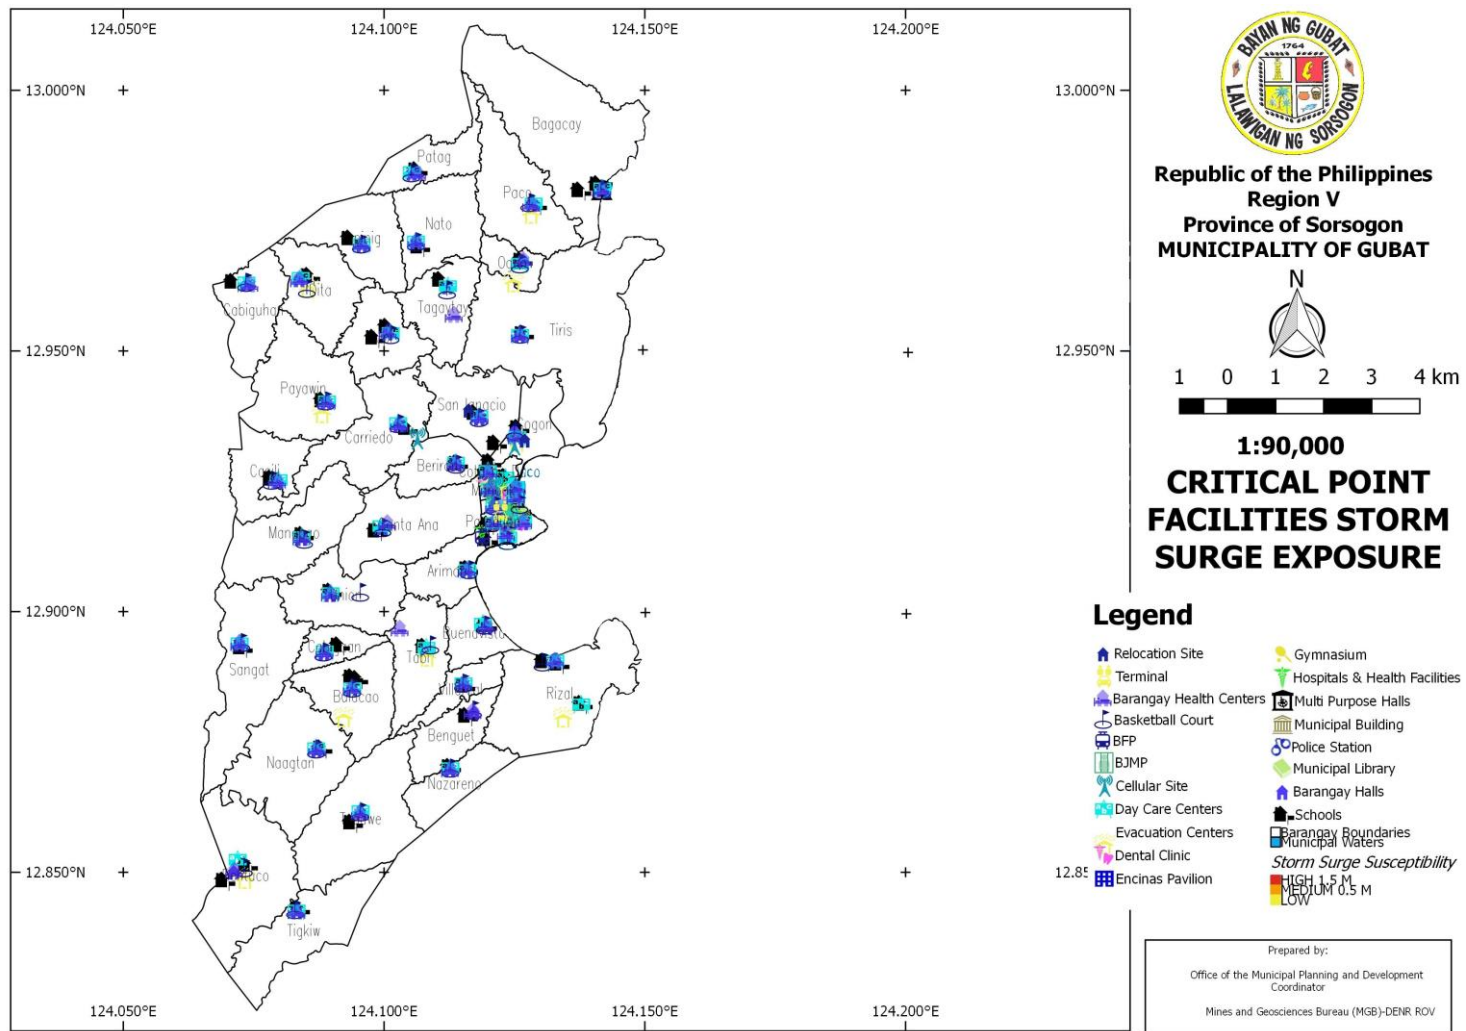 124.050°E
124.100°E
124.150°E
124.200°E
13.000°N
13.000°N
12.950°N
12.950°N
12.900°N
12.850°N
12.85
124.050°E
124.100°E
124.150°E
124.200°E
Bagacay
Patag
Paco
Nato
Cabiguhan
Tagaytay
Tiris
Payawin
San Ignacio
Carriedo
Sangat
Buenavista
Rizal
Benguet
Naagtan
Nazareno
Tigkiw
BAYAN NG GUBAT
1764
LALAWIGAN NG SORSOGON
Republic of the Philippines
Region V
Province of Sorsogon
MUNICIPALITY OF GUBAT
N
1 0 1 2 3 4 km
1:90,000
CRITICAL POINT
FACILITIES STORM
SURGE EXPOSURE
Legend
Relocation Site
Terminal
Barangay Health Centers
Basketball Court
BFP
BJMP
Cellular Site
Day Care Centers
Evacuation Centers
Dental Clinic
Encinas Pavilion
Gymnasium
Hospitals & Health Facilities
Multi Purpose Halls
Municipal Building
Police Station
Municipal Library
Barangay Halls
Schools
Barangay Boundaries
Municipal Waters
Storm Surge Susceptibility
HIGH 1.5 M
MEDIUM 0.5 M
LOW
Prepared by:
Office of the Municipal Planning and Development
Coordinator
Mines and Geosciences Bureau (MGB)-DENR ROV